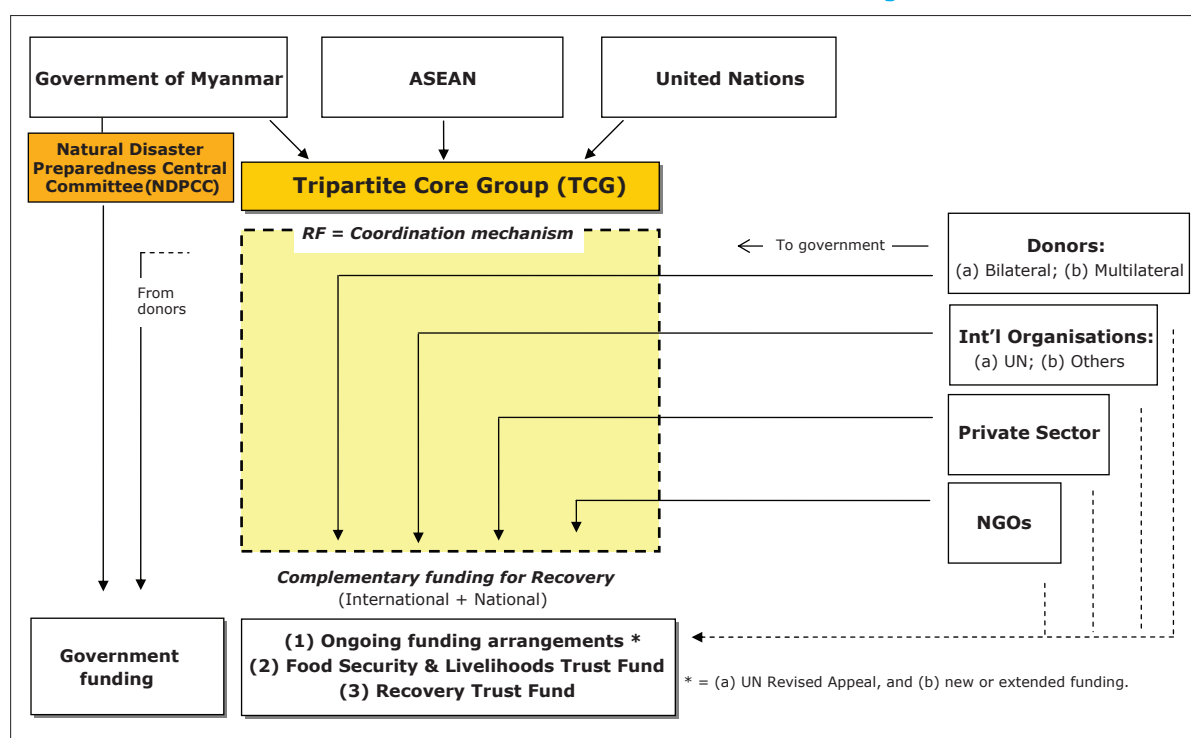 Government of Myanmar
ASEAN
United Nations
Natural Disaster
Preparedness Central
Committee(NDPCC)
Tripartite Core Group (TCG)
RF = Coordination mechanism
To government
Donors:
(a) Bilateral; (b) Multilateral
From
donors
Int'l Organisations:
(a) UN; (b) Others
Private Sector
NGOs
Complementary funding for Recovery
(International + National)
Government
funding
(1) Ongoing funding arrangements *
(2) Food Security & Livelihoods Trust Fund
(3) Recovery Trust Fund
* = (a) UN Revised Appeal, and (b) new or extended funding.